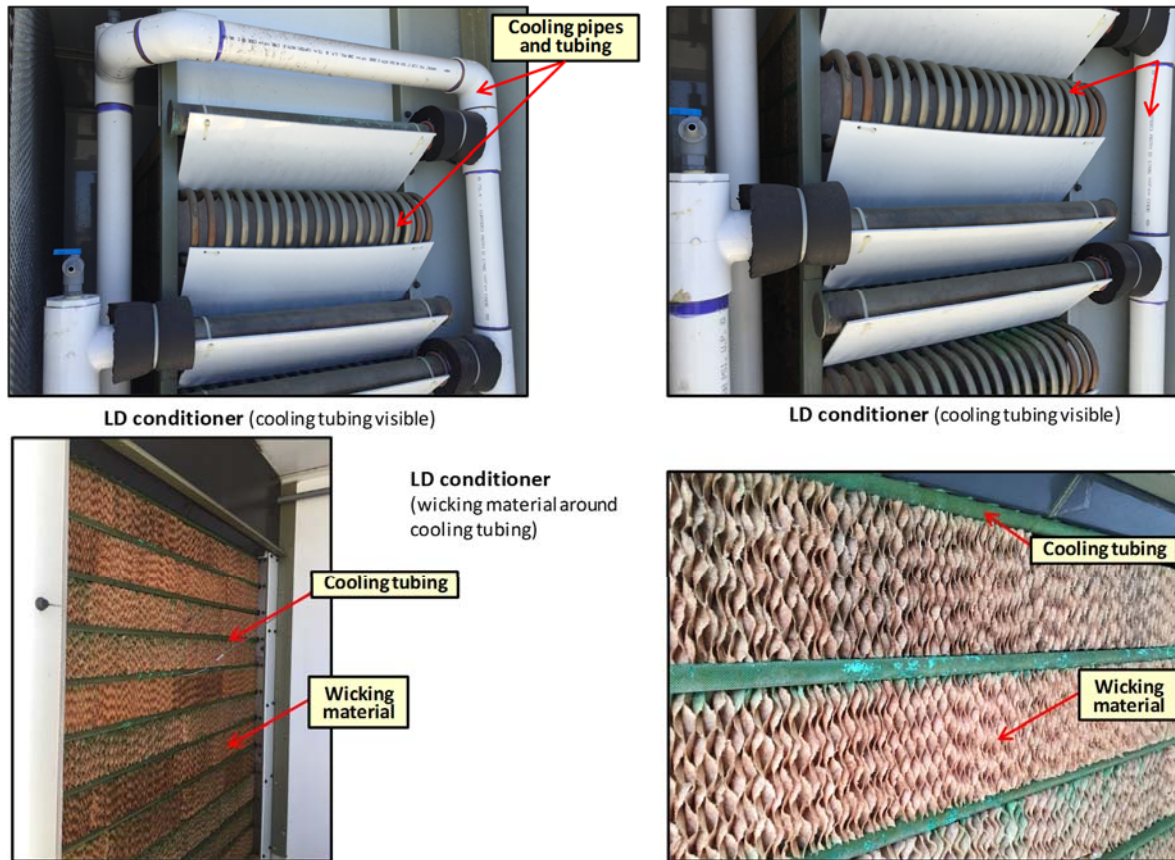 Cooling pipes
and tubing
LD conditioner (cooling tubing visible)
LD conditioner (cooling tubing visible)
LD conditioner
(wicking material around
cooling tubing)
Cooling tubing
Wicking
material
Cooling tubing
Wicking
material